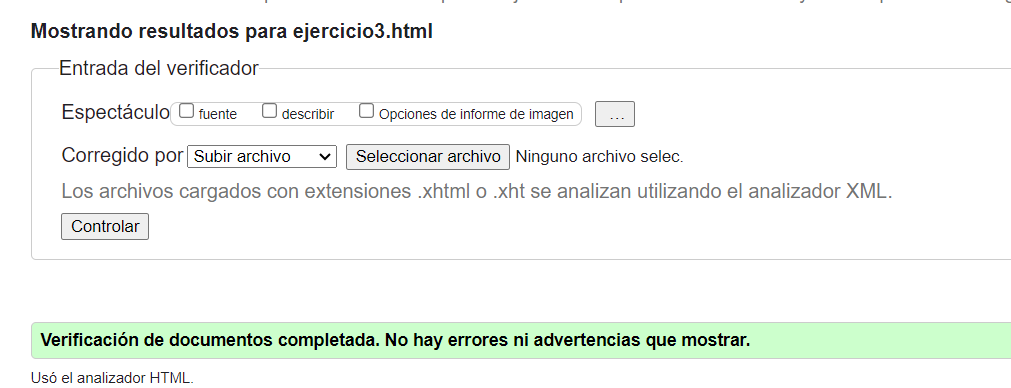 Mostrando resultados para ejercicio3.html
Entrada del verificador
Espectáculo fuente describir Opciones de informe de imagen ...
Corregido por Subir archivo Seleccionar archivo Ninguno archivo selec.
Los archivos cargados con extensiones .xhtml o .xht se analizan utilizando el analizador XML.
Controlar
Verificación de documentos completada. No hay errores ni advertencias que mostrar.
Usó el analizador HTML.